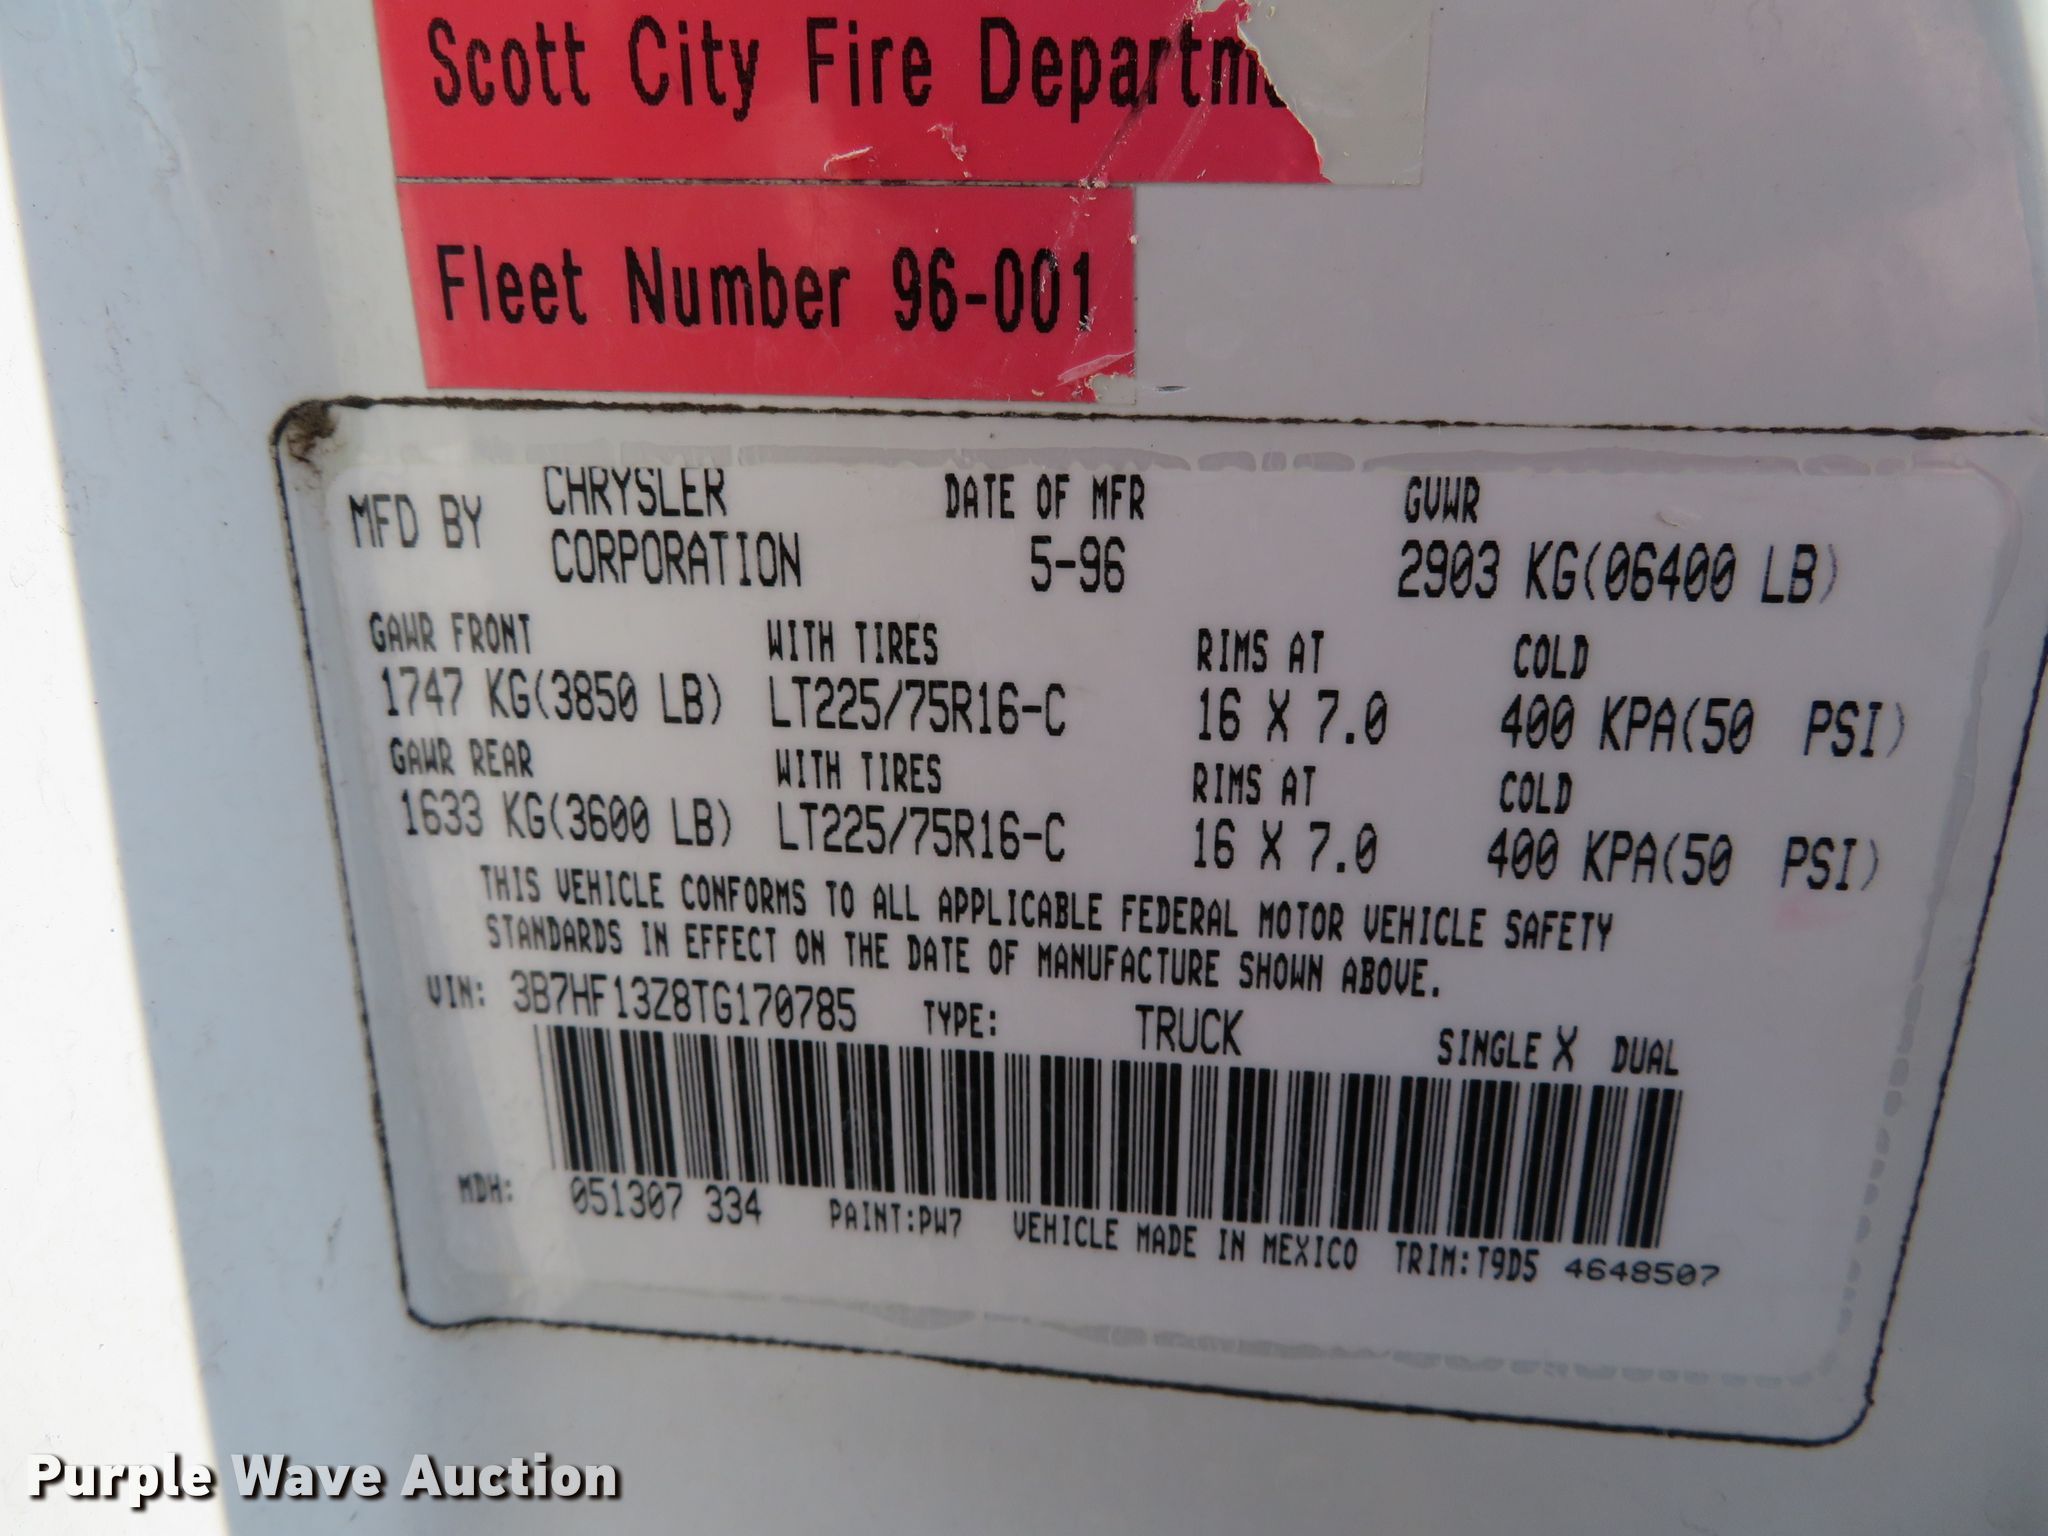 Scott City Fire Departm
Fleet Number 96-001
MFD BY CHRYSLER CORPORATION DATE OF MFR 5-96 GVWR 2903 KG(06400 LB)
GAWR FRONT WITH TIRES RIMS AT COLD
1747 KG(3850 LB) LT225/75R16-C 16 X 7.0 400 KPA(50 PSI)
GAWR REAR WITH TIRES RIMS AT COLD
1633 KG(3600 LB) LT225/75R16-C 16 X 7.0 400 KPA(50 PSI)
THIS VEHICLE CONFORMS TO ALL APPLICABLE FEDERAL MOTOR VEHICLE SAFETY
STANDARDS IN EFFECT ON THE DATE OF MANUFACTURE SHOWN ABOVE.
VIN: 3B7HF13Z8TG170785 TYPE: TRUCK SINGLE X DUAL
MDH: 051307 334 PAINT:PW7 VEHICLE MADE IN MEXICO TRIM:T9D5 4648507
Purple Wave Auction